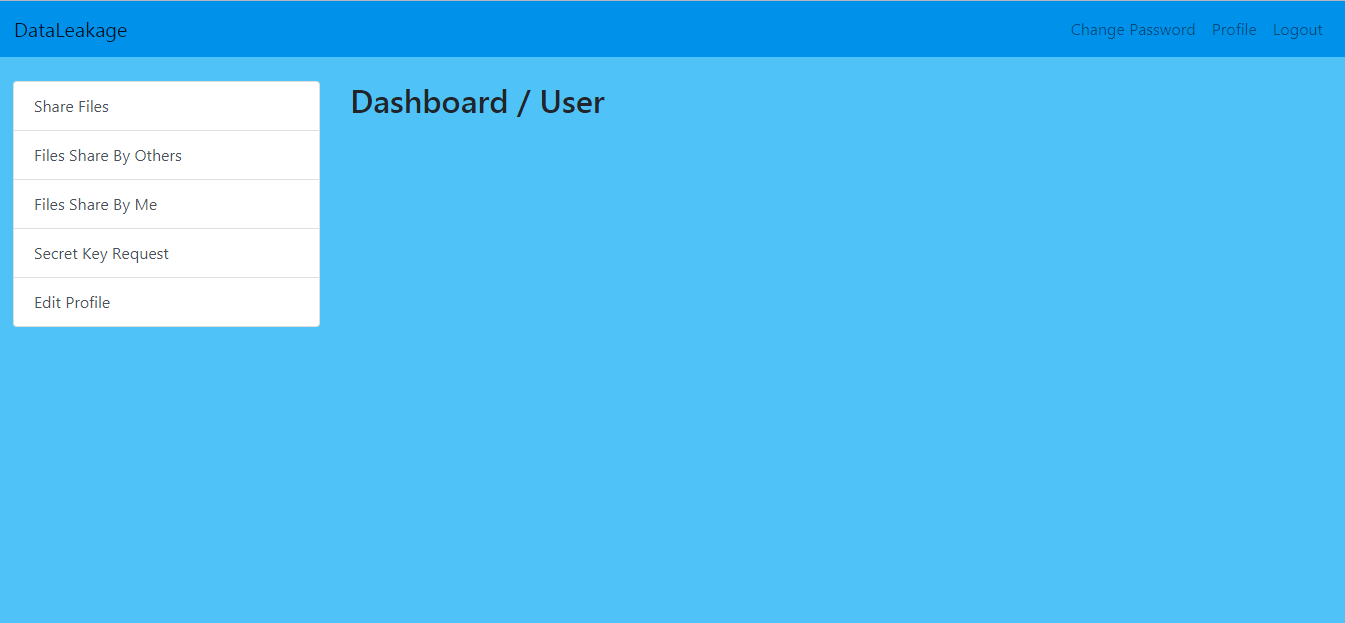 DataLeakage
Change Password Profile Logout
Share Files
Files Share By Others
Files Share By Me
Secret Key Request
Edit Profile
Dashboard / User